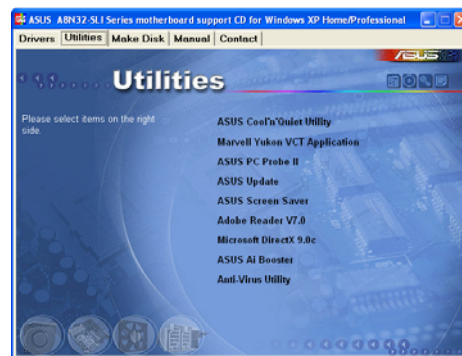 ASUS A8N32-SLI Series motherboard support CD for Windows XP Home/Professional
Drivers Utilities Make Disk Manual Contact
ASUS
Utilities
Please select items on the right
side.
ASUS Cool'n'Quiet Utility
Marvell Yukon VCT Application
ASUS PC Probe II
ASUS Update
ASUS Screen Saver
Adobe Reader V7.0
Microsoft DirectX 9.0c
ASUS Ai Booster
Anti-Virus Utility